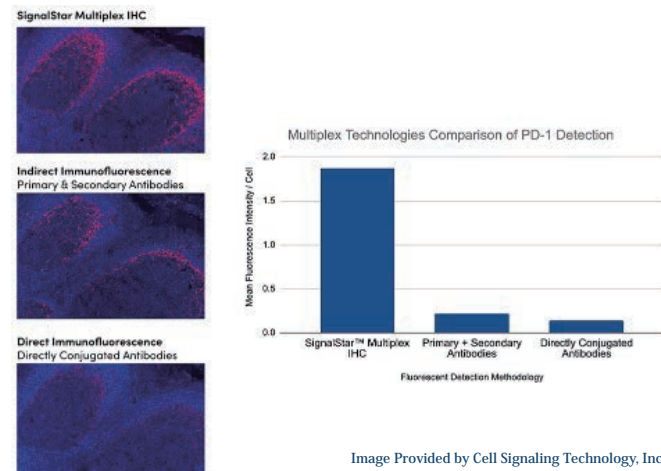 SignalStar Multiplex IHC
Indirect Immunofluorescence
Primary & Secondary Antibodies
Direct Immunofluorescence
Directly Conjugated Antibodies
Multiplex Technologies Comparison of PD-1 Detection
Mean Fluorescence Intensity / Cell
2.0
1.5
1.0
0.5
0.0
SignalStar™ Multiplex
IHC
Primary + Secondary
Antibodies
Directly Conjugated
Antibodies
Fluorescent Detection Methodology
Image Provided by Cell Signaling Technology, Inc